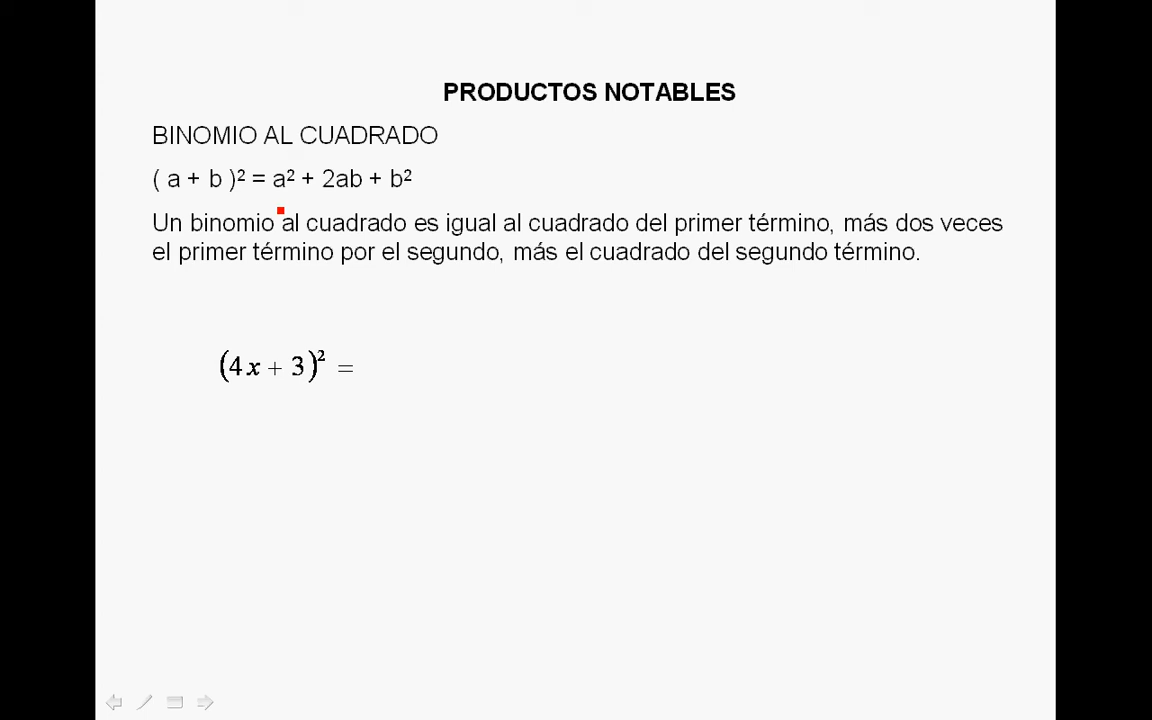 PRODUCTOS NOTABLES
BINOMIO AL CUADRADO
( a + b )² = a² + 2ab + b²
Un binomio al cuadrado es igual al cuadrado del primer término, más dos veces
el primer término por el segundo, más el cuadrado del segundo término.
(4x + 3)² =